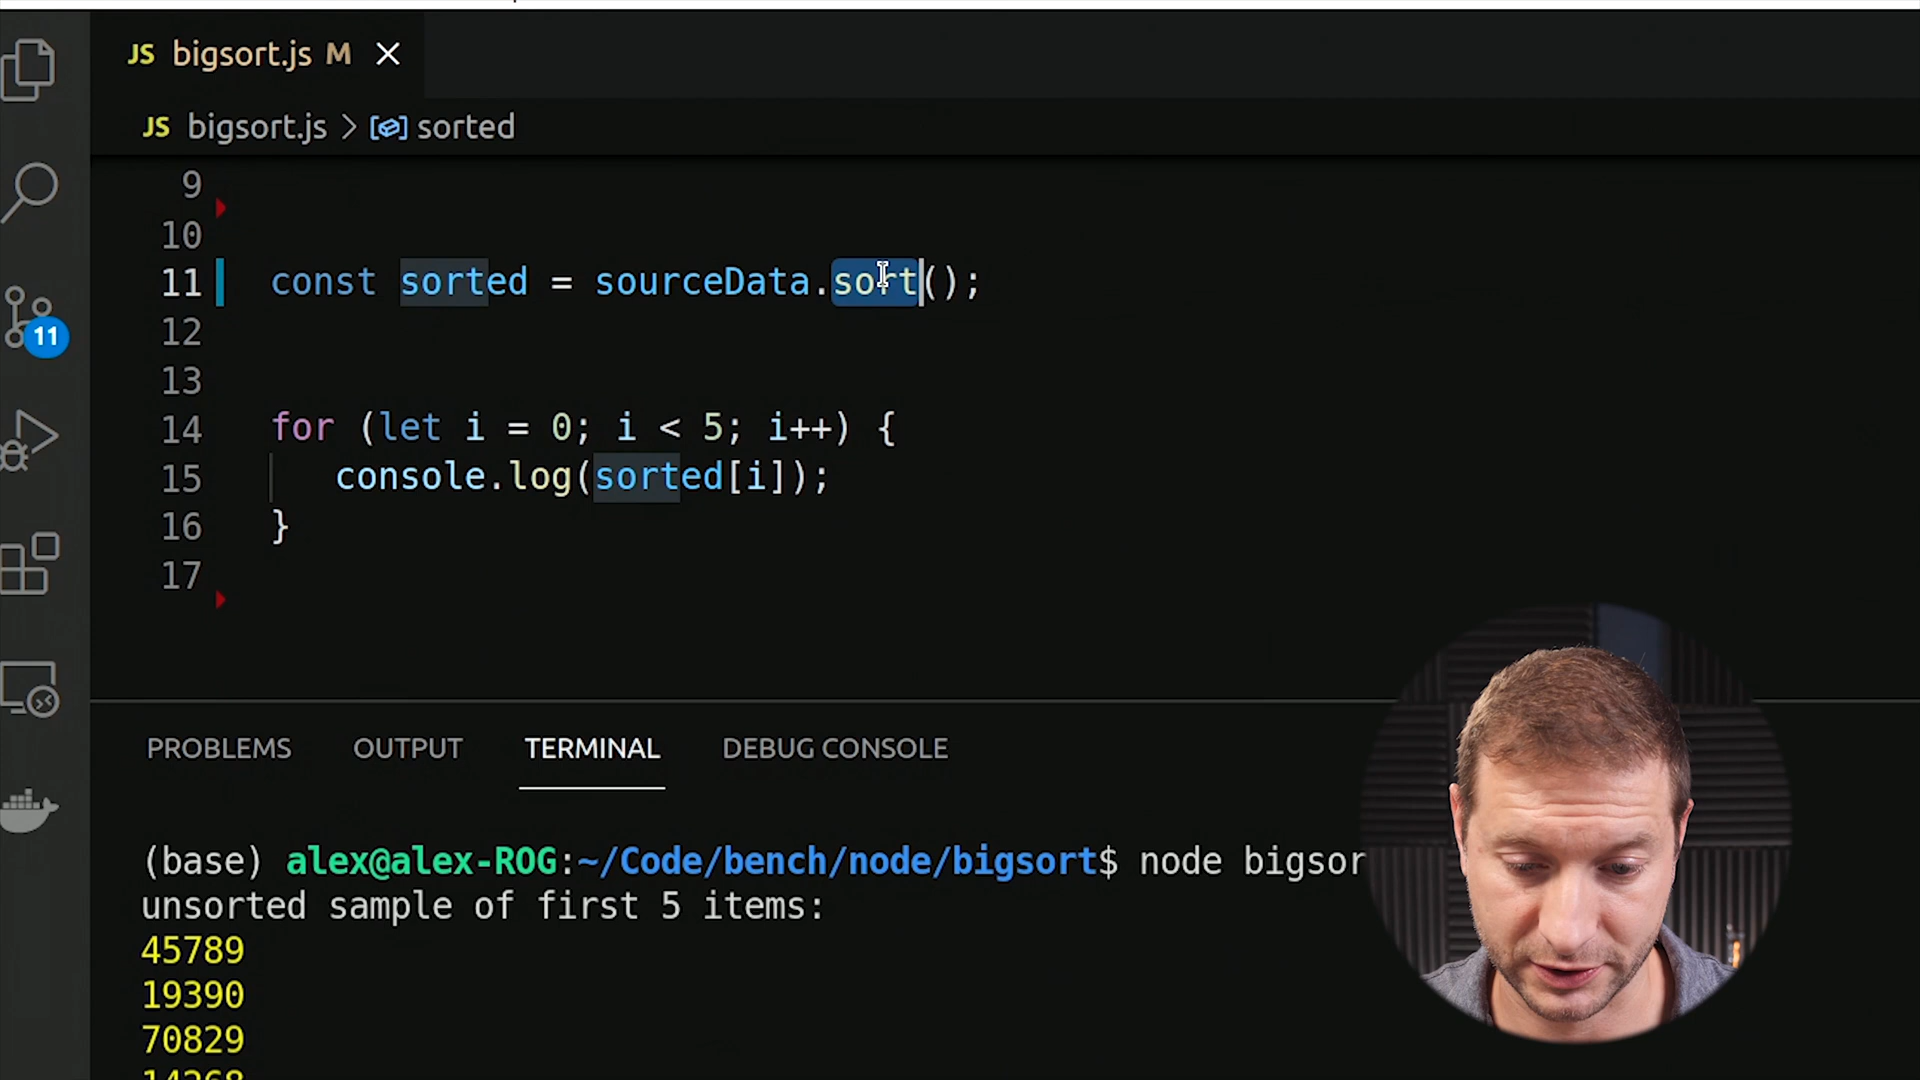 JS bigsort.js M
JS bigsort.js > sorted
9
10
11 const sorted = sourceData.sort();
12
13
14 for (let i = 0; i < 5; i++) {
15 console.log(sorted[i]);
16 }
17
11
PROBLEMS OUTPUT TERMINAL DEBUG CONSOLE
(base) alex@alex-ROG:~/Code/bench/node/bigsort$ node bigsor
unsorted sample of first 5 items:
45789
19390
70829